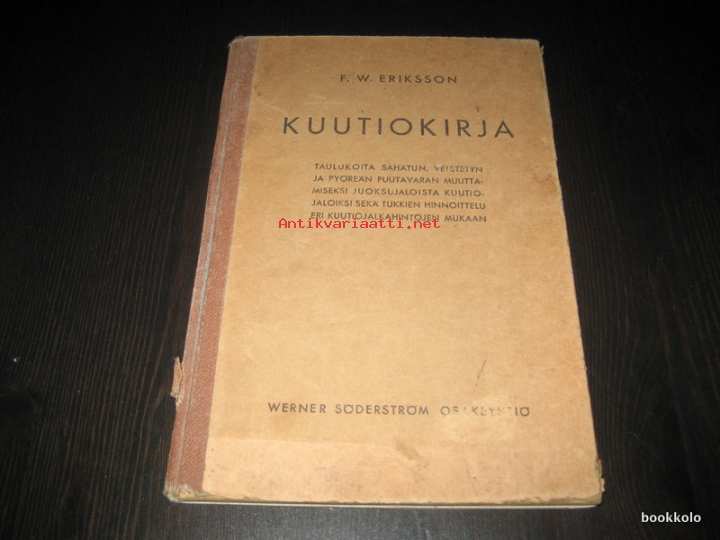 F. W. ERIKSSON
KUUTIOKIRJA
TAULUKOITA SAHATUN, VEISTETYN
JA PYÖREÄN PUUTAVARAN MUUTTA-
MISEKSI JUOKSUJALOISTA KUUTIO-
JALOIKSI SEKÄ TUKKIEN HINNOITTELU
ERI KUUTIOJALKAHINTOJEN MUKAAN
Antikvariaatti.net
WERNER SÖDERSTRÖM OSAKEYHTIÖ
bookkolo